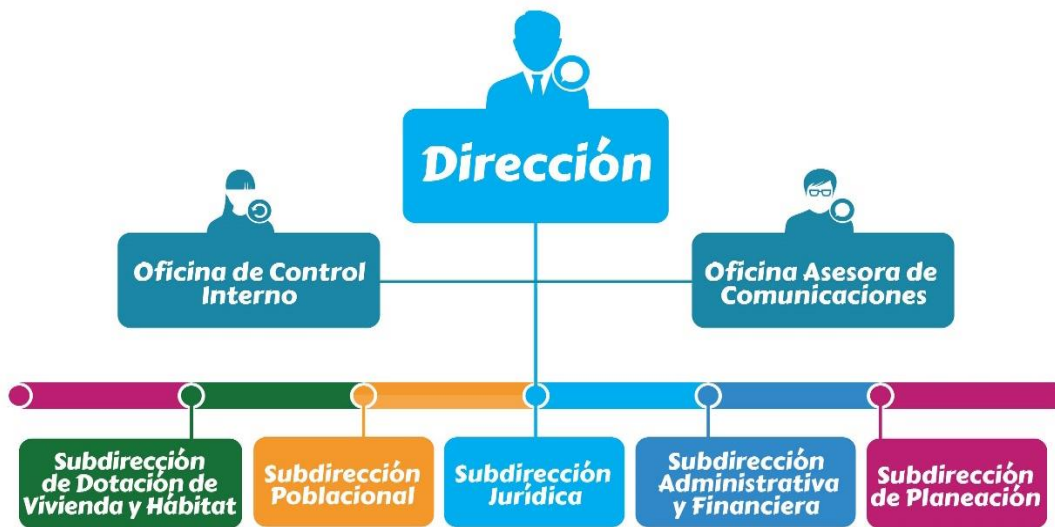 Dirección
Oficina de Control
Interno
Oficina Asesora de
Comunicaciones
Subdirección
de Dotación de
Vivienda y Hábitat
Subdirección
Poblacional
Subdirección
Jurídica
Subdirección
Administrativa
y Financiera
Subdirección
de Planeación